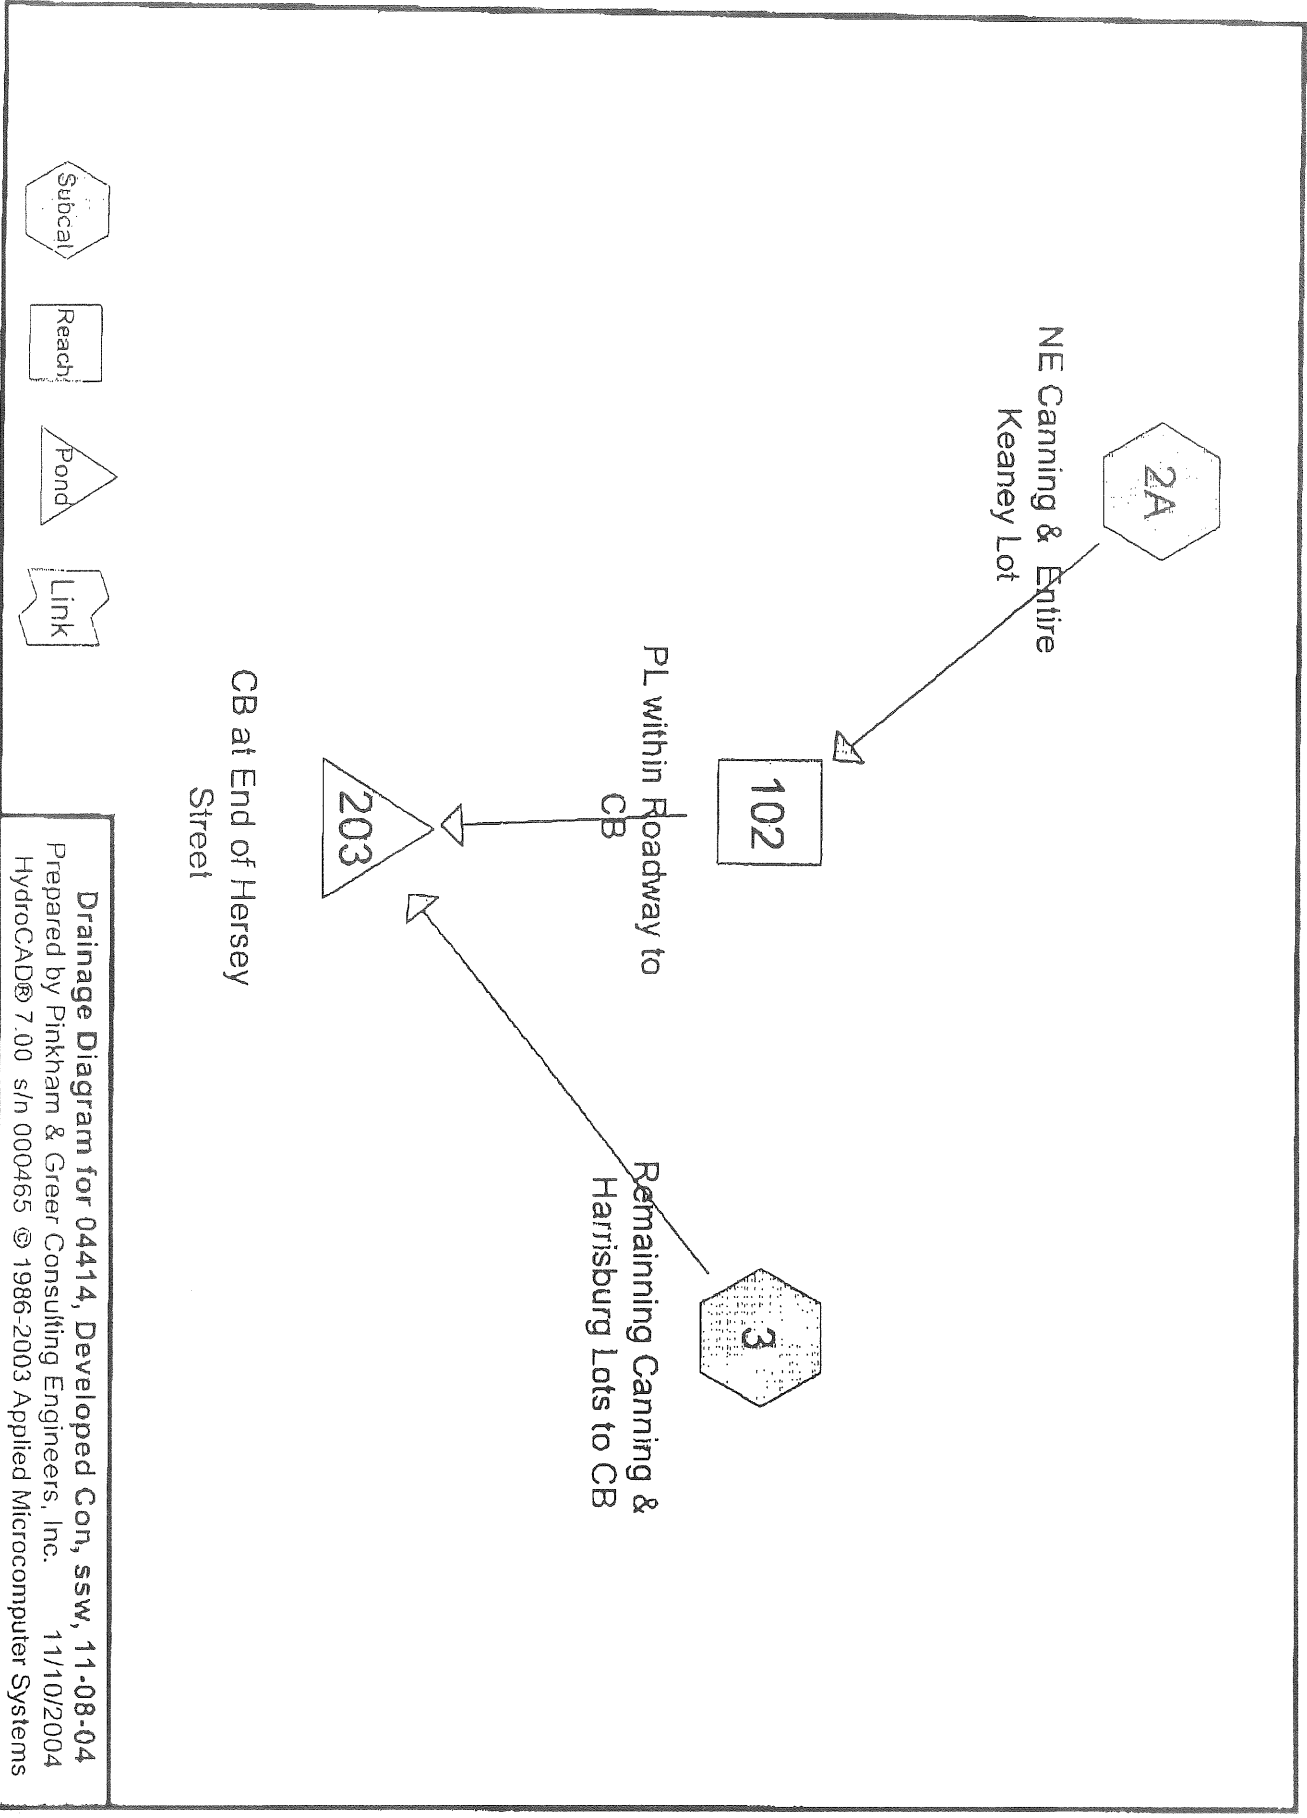 2A
NE Canning & Entire
Keaney Lot
102
PL within Roadway to
CB
3
Remainning Canning &
Harrisburg Lots to CB
203
CB at End of Hersey
Street
Subcat
Reach
Pond
Link
Drainage Diagram for 04414, Developed Con, ssw, 11-08-04
Prepared by Pinkham & Greer Consulting Engineers, Inc. 11/10/2004
HydroCAD® 7.00 s/n 000465 © 1986-2003 Applied Microcomputer Systems